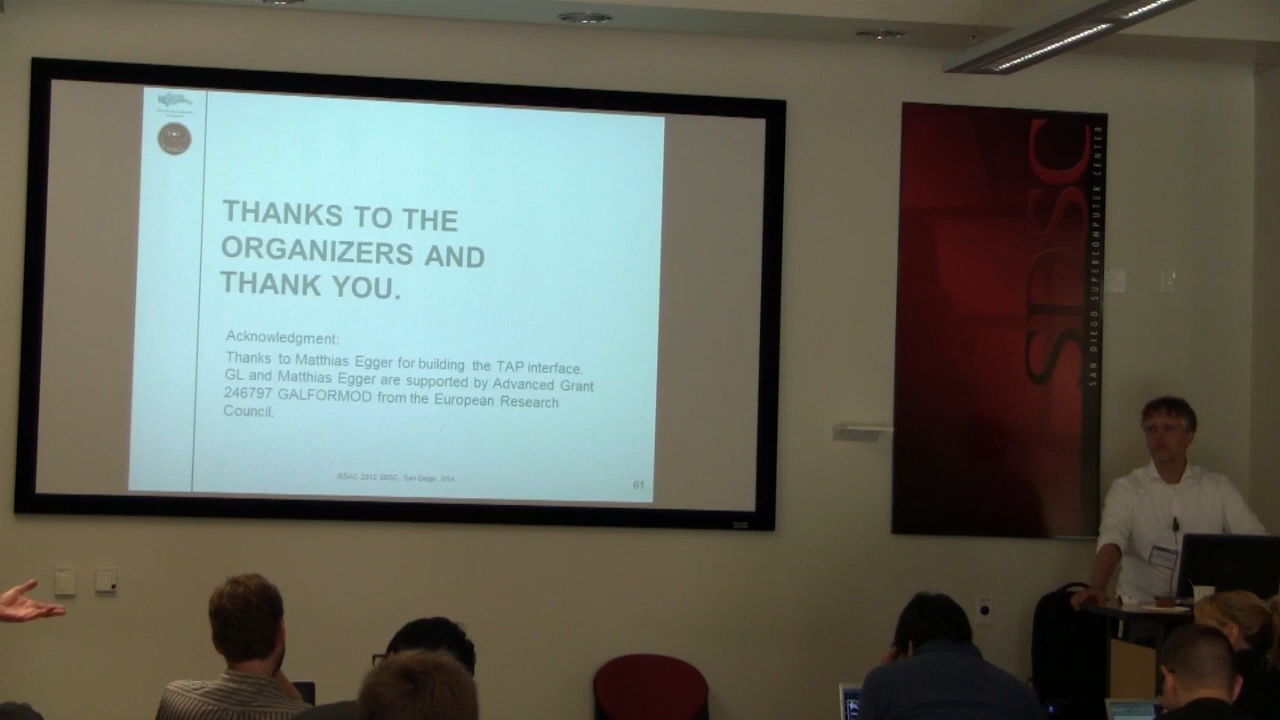 THANKS TO THE
ORGANIZERS AND
THANK YOU.
Acknowledgment:
Thanks to Matthias Egger for building the TAP interface.
GL and Matthias Egger are supported by Advanced Grant
246797 GALFORMOD from the European Research
Council.
ISSAC 2012 SDSC, San Diego, USA
61
SDSC
SAN DIEGO SUPERCOMPUTER CENTER